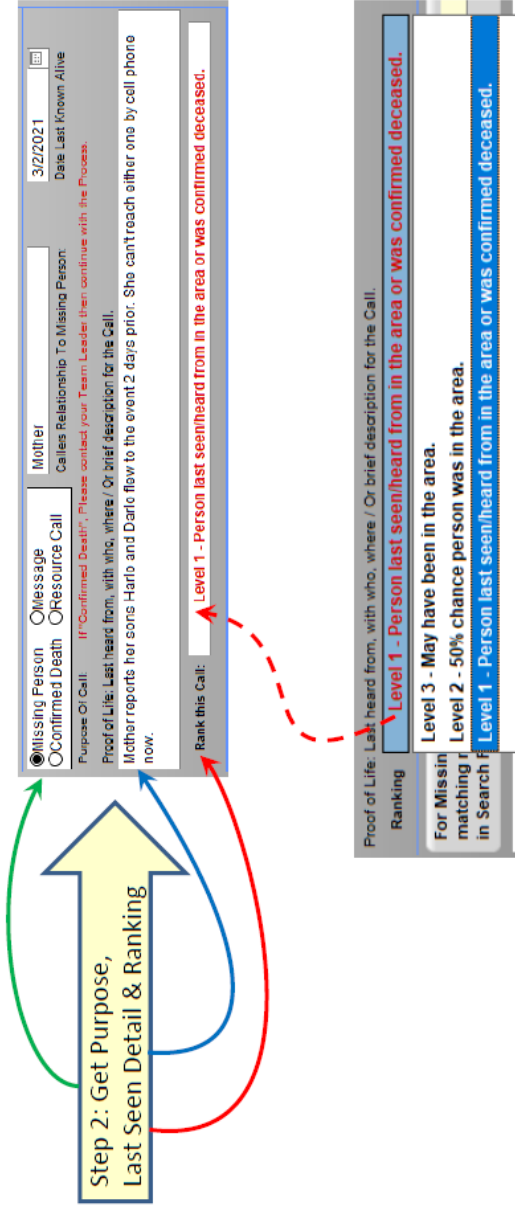 Step 2: Get Purpose,
Last Seen Detail & Ranking
Missing Person
Message
Confirmed Death
Resource Call
Mother
3/2/2021
Callers Relationship To Missing Person:
Date Last Known Alive
Purpose Of Call:
If "Confirmed Death", Please contact your Team Leader then continue with the Process.
Proof of Life: Last heard from, with who, where / Or brief description for the Call.
Mother reports her sons Harlo and Darlo flew to the event 2 days prior. She can't reach either one by cell phone
now.
Rank this Call:
Level 1 - Person last seen/heard from in the area or was confirmed deceased.
Proof of Life: Last heard from, with who, where / Or brief description for the Call.
Ranking
Level 1 - Person last seen/heard from in the area or was confirmed deceased.
For Missin
matching
in Search
Level 3 - May have been in the area.
Level 2 - 50% chance person was in the area.
Level 1 - Person last seen/heard from in the area or was confirmed deceased.